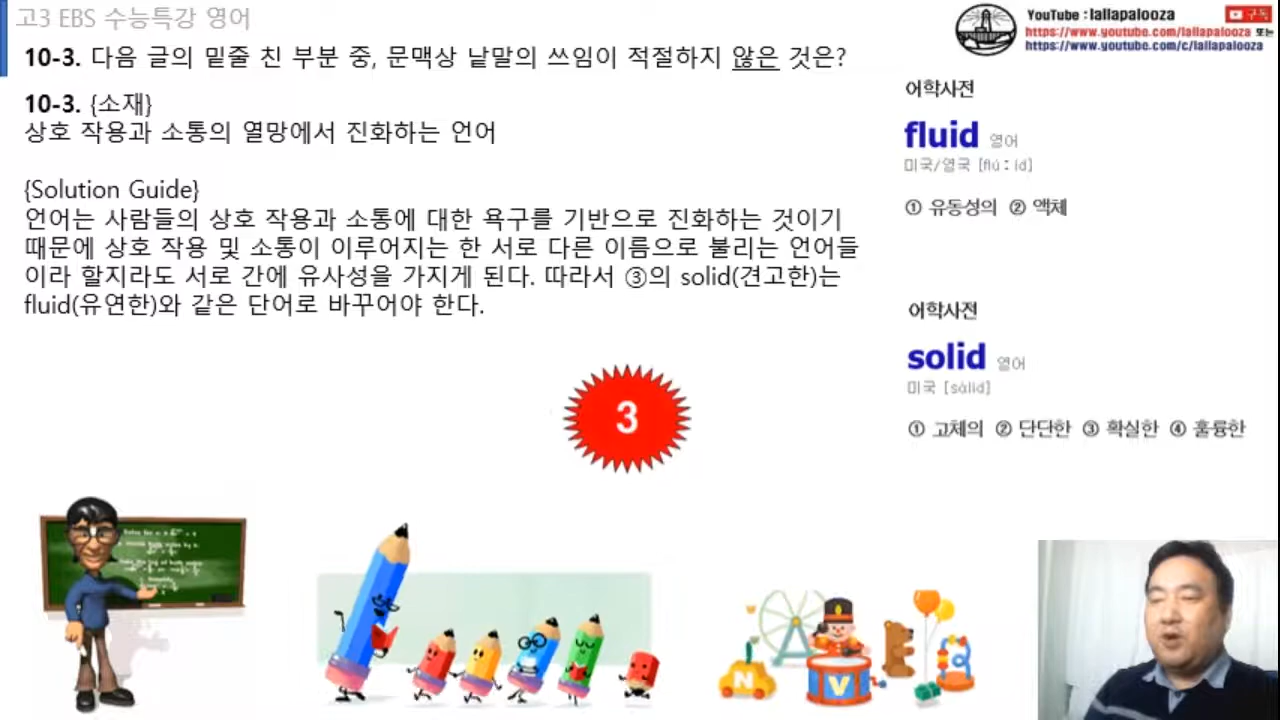 고3 EBS 수능특강 영어
YouTube : lallapalooza
구독
https://www.youtube.com/lallapalooza 또는
https://www.youtube.com/c/lallapalooza
10-3. 다음 글의 밑줄 친 부분 중, 문맥상 낱말의 쓰임이 적절하지 않은 것은?
10-3. {소재}
상호 작용과 소통의 열망에서 진화하는 언어
{Solution Guide}
언어는 사람들의 상호 작용과 소통에 대한 욕구를 기반으로 진화하는 것이기
때문에 상호 작용 및 소통이 이루어지는 한 서로 다른 이름으로 불리는 언어들
이라 할지라도 서로 간에 유사성을 가지게 된다. 따라서 ③의 solid(견고한)는
fluid(유연한)와 같은 단어로 바꾸어야 한다.
3
어학사전
fluid 영어
미국/영국 [flúːid]
① 유동성의 ② 액체
어학사전
solid 영어
미국 [sάlid]
① 고체의 ② 단단한 ③ 확실한 ④ 훌륭한
N
V